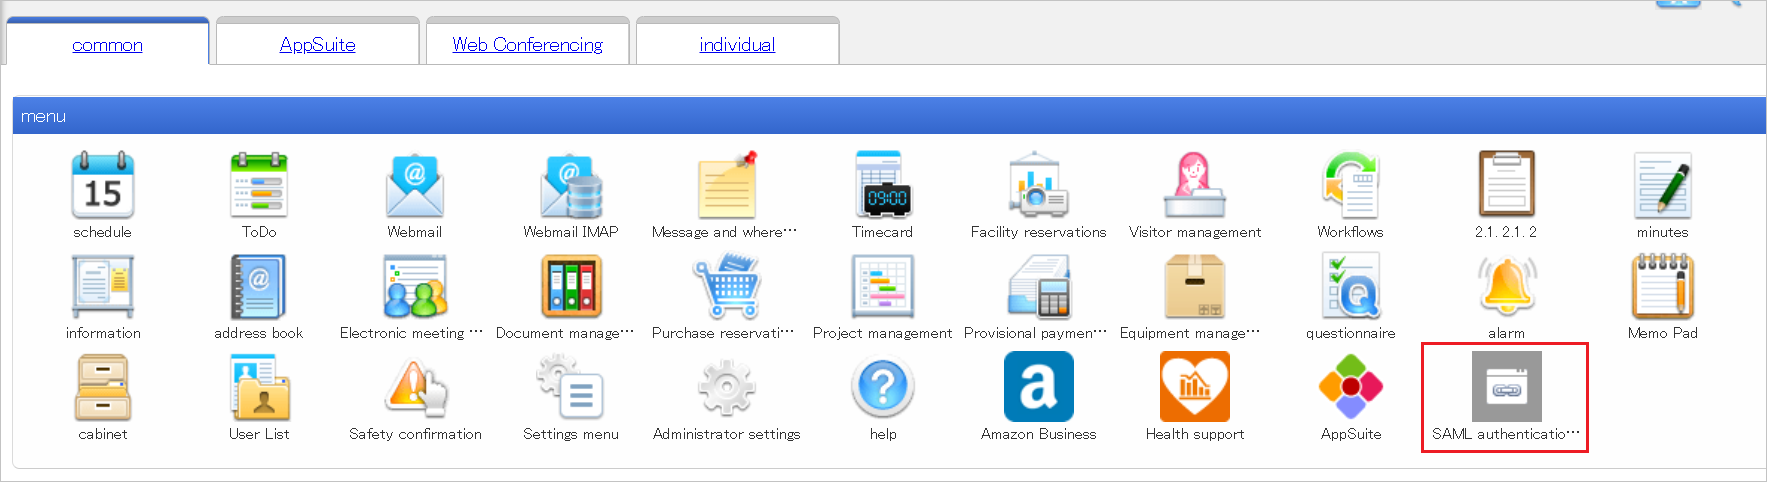 common AppSuite Web Conferencing individual
menu
15 09:00
schedule ToDo Webmail Webmail IMAP Message and where… Timecard Facility reservations Visitor management Workflows 2.1. 2.1. 2 minutes
information address book Electronic meeting … Document manage… Purchase reservati… Project management Provisional paymen… Equipment manage… questionnaire alarm Memo Pad
cabinet User List Safety confirmation Settings menu Administrator settings help Amazon Business Health support AppSuite SAML authenticatio…